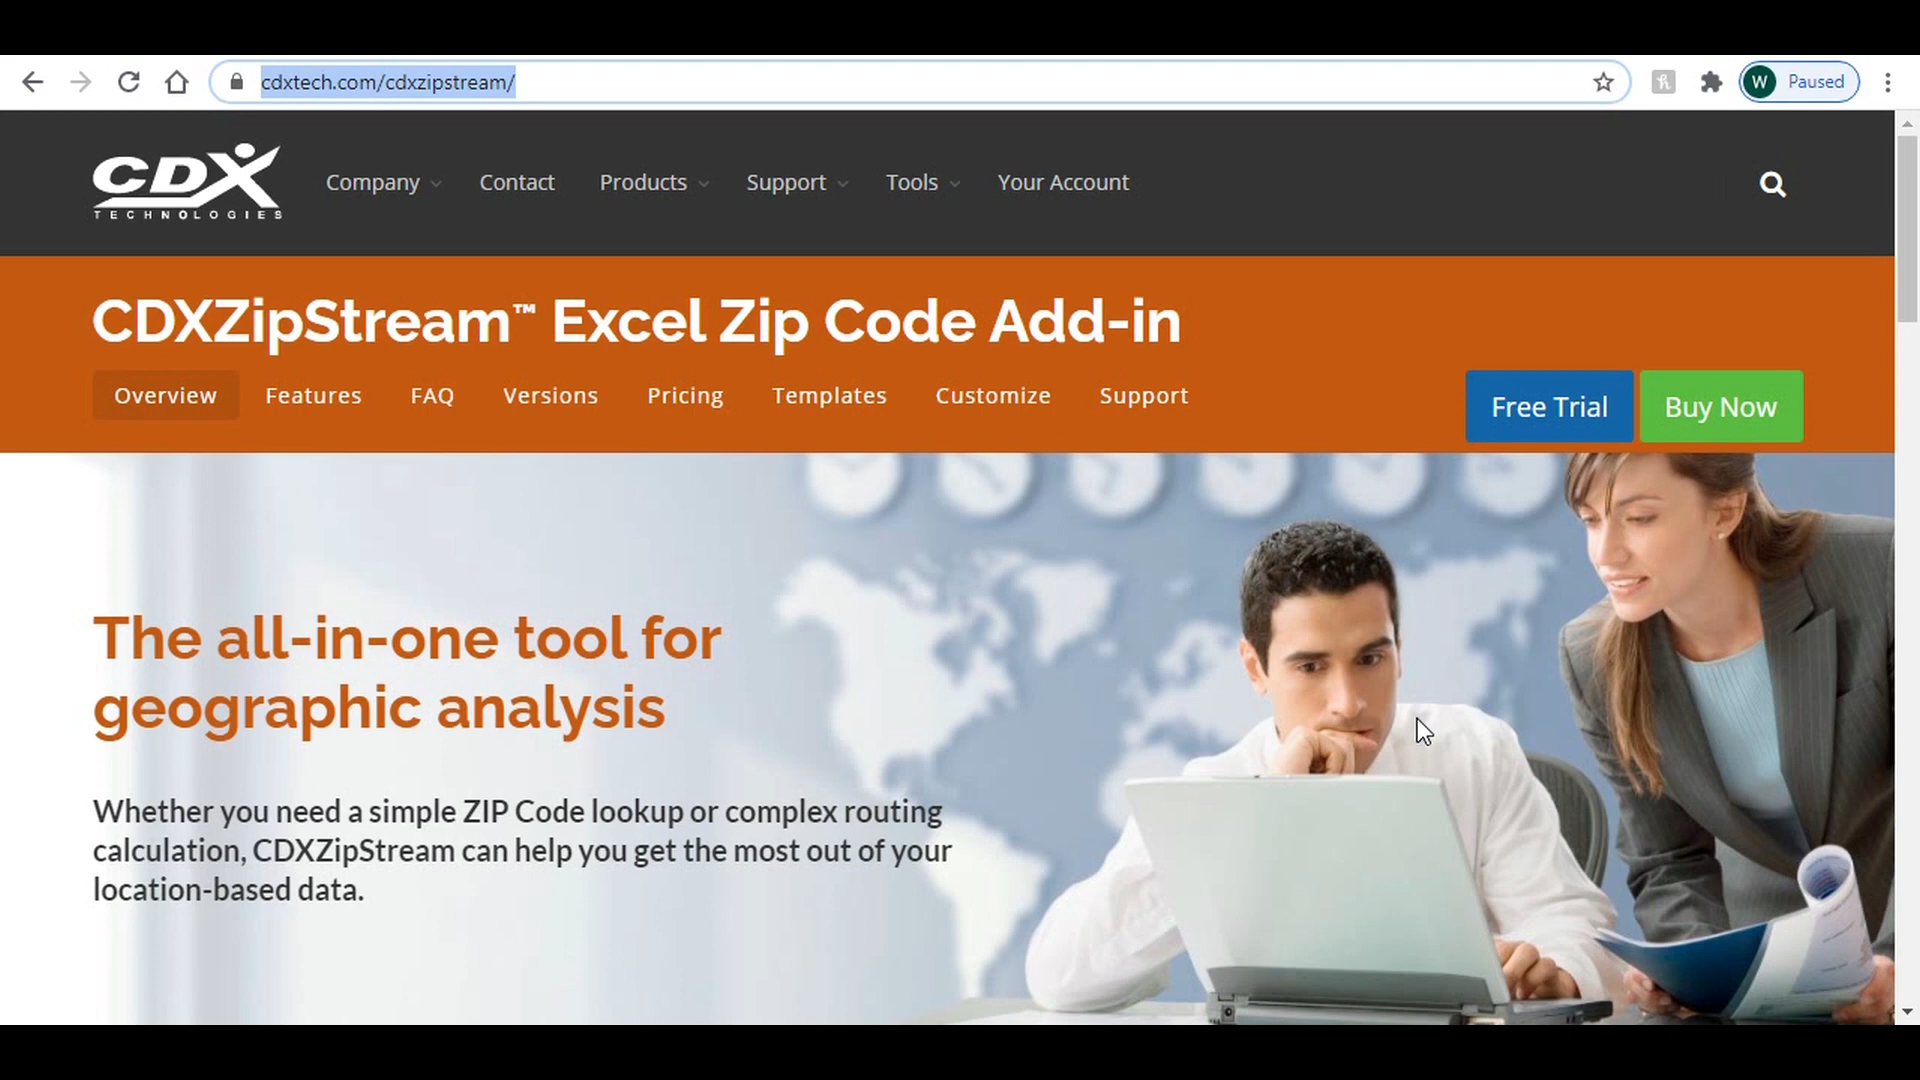 cdxtech.com/cdxzipstream/
W Paused
CDX
TECHNOLOGIES
Company Contact Products Support Tools Your Account
CDXZipStream™ Excel Zip Code Add-in
Overview Features FAQ Versions Pricing Templates Customize Support
Free Trial Buy Now
The all-in-one tool for
geographic analysis
Whether you need a simple ZIP Code lookup or complex routing
calculation, CDXZipStream can help you get the most out of your
location-based data.